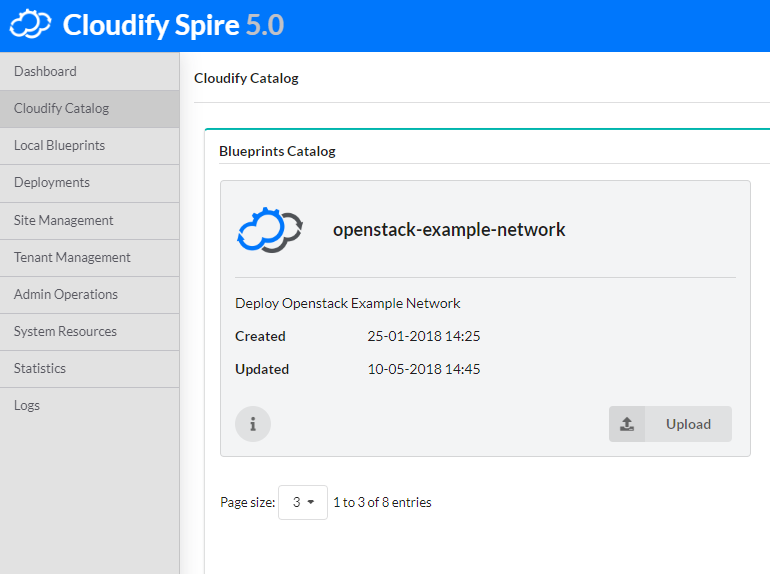 Cloudify Spire 5.0
Dashboard
Cloudify Catalog
Local Blueprints
Deployments
Site Management
Tenant Management
Admin Operations
System Resources
Statistics
Logs
Cloudify Catalog
Blueprints Catalog
openstack-example-network
Deploy Openstack Example Network
Created 25-01-2018 14:25
Updated 10-05-2018 14:45
i Upload
Page size: 3 1 to 3 of 8 entries